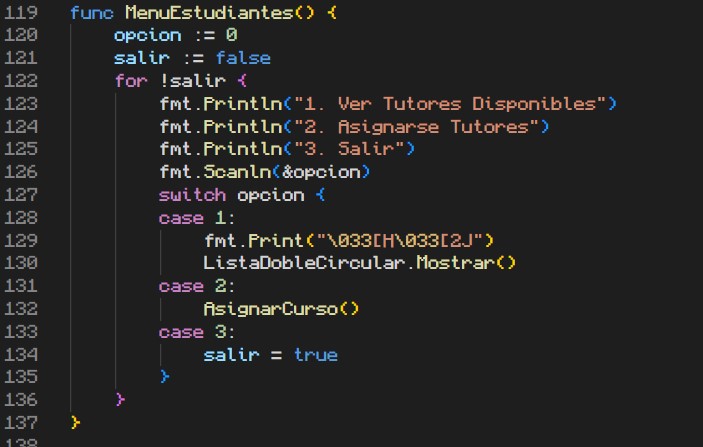 119 func MenuEstudiantes() {
120     opcion := 0
121     salir := false
122     for !salir {
123         fmt.Println("1. Ver Tutores Disponibles")
124         fmt.Println("2. Asignarse Tutores")
125         fmt.Println("3. Salir")
126         fmt.Scanln(&opcion)
127         switch opcion {
128         case 1:
129             fmt.Print("\033[H\033[2J")
130             ListaDobleCircular.Mostrar()
131         case 2:
132             AsignarCurso()
133         case 3:
134             salir = true
135         }
136     }
137 }
138